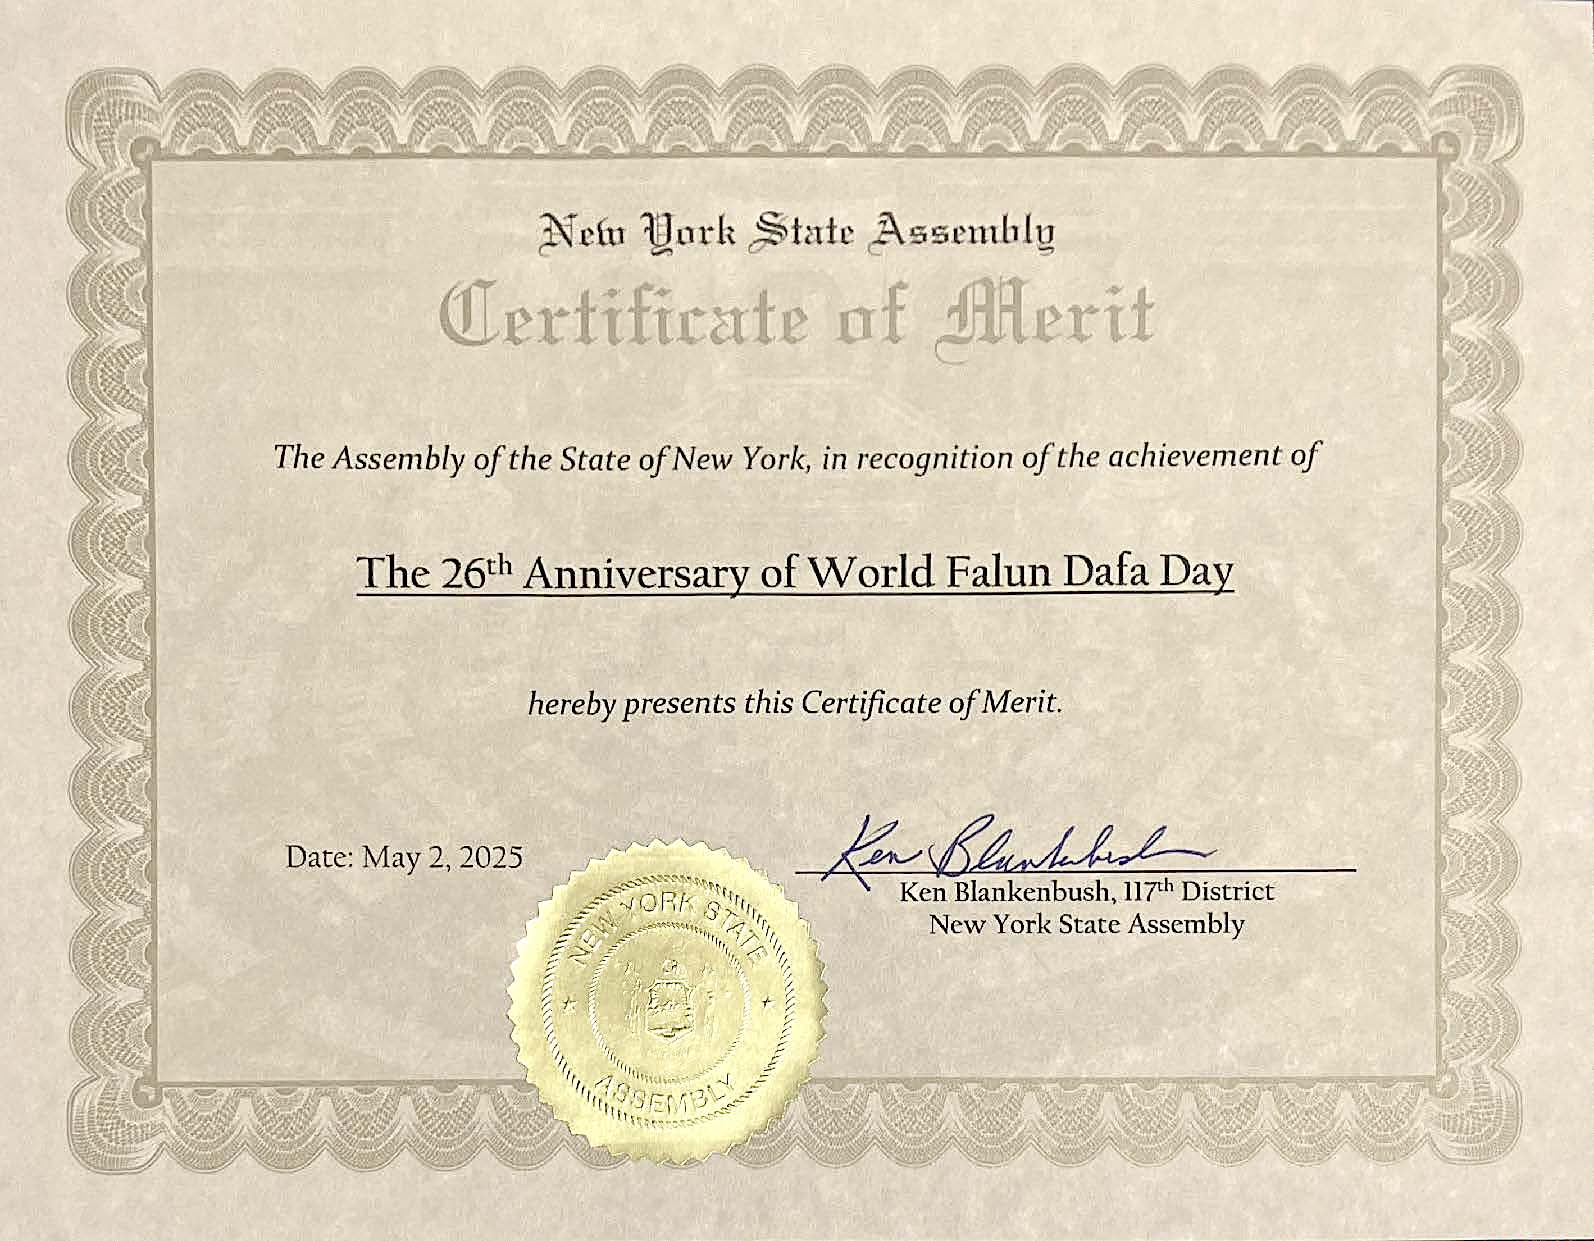 New York State Assembly
Certificate of Merit
The Assembly of the State of New York, in recognition of the achievement of
The 26th Anniversary of World Falun Dafa Day
hereby presents this Certificate of Merit.
Date: May 2, 2025
Ken Blankenbush
Ken Blankenbush, 117th District
New York State Assembly
NEW YORK STATE
ASSEMBLY